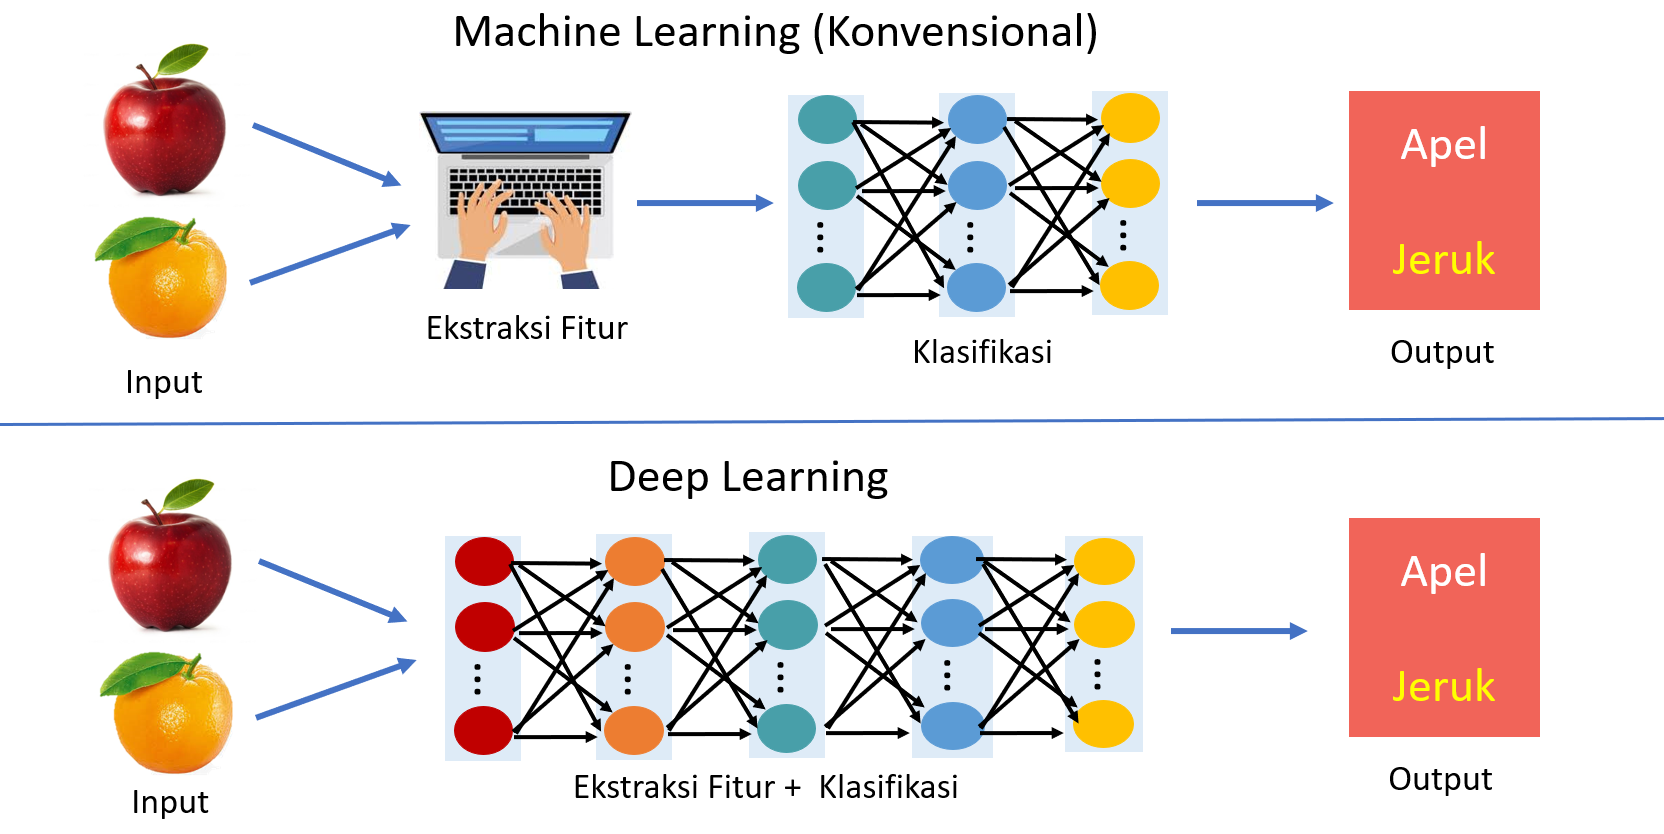 Machine Learning (Konvensional)
Apel
Jeruk
Ekstraksi Fitur
Klasifikasi
Output
Input
Deep Learning
Apel
Jeruk
Ekstraksi Fitur + Klasifikasi
Output
Input